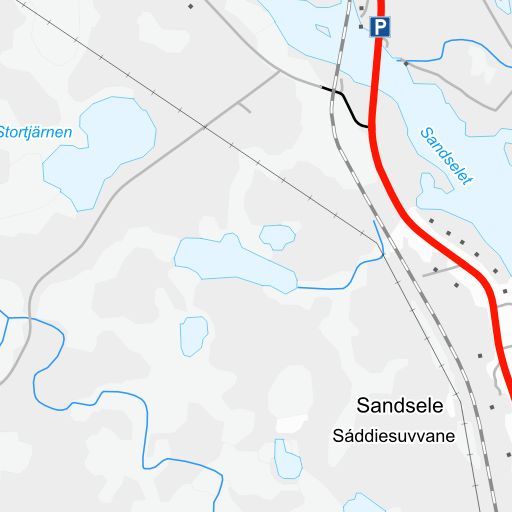 P
Stortjärnen
Sandselet
Sandsele
Sáddiesuvvane